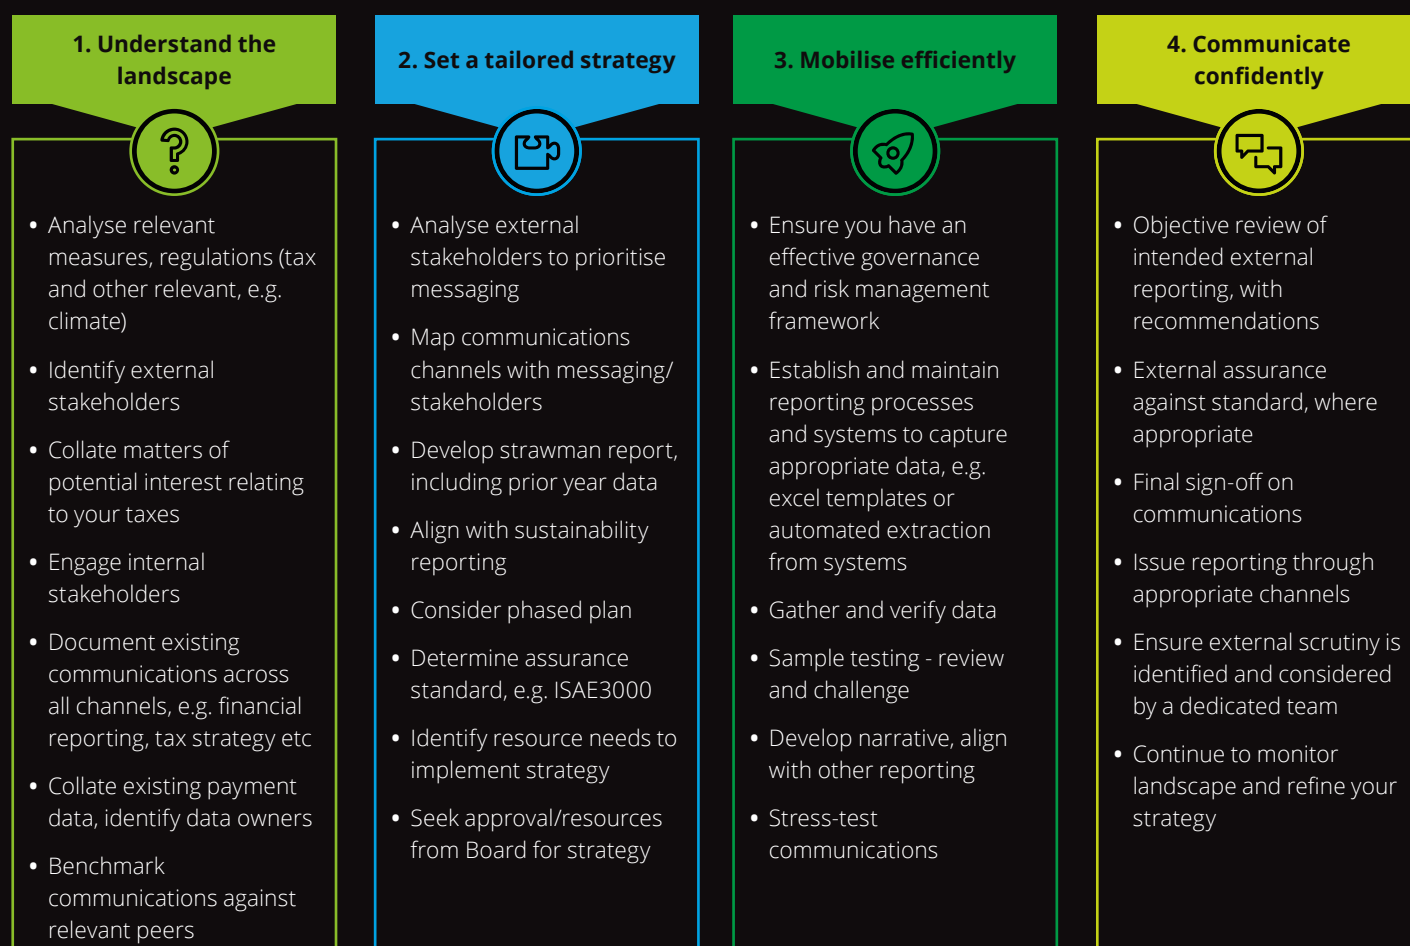 1. Understand the
landscape
• Analyse relevant
measures, regulations (tax
and other relevant, e.g.
climate)
• Identify external
stakeholders
• Collate matters of
potential interest relating
to your taxes
• Engage internal
stakeholders
• Document existing
communications across
all channels, e.g. financial
reporting, tax strategy etc
• Collate existing payment
data, identify data owners
• Benchmark
communications against
relevant peers
2. Set a tailored strategy
• Analyse external
stakeholders to prioritise
messaging
• Map communications
channels with messaging/
stakeholders
• Develop strawman report,
including prior year data
• Align with sustainability
reporting
• Consider phased plan
• Determine assurance
standard, e.g. ISAE3000
• Identify resource needs to
implement strategy
• Seek approval/resources
from Board for strategy
3. Mobilise efficiently
• Ensure you have an
effective governance
and risk management
framework
• Establish and maintain
reporting processes
and systems to capture
appropriate data, e.g.
excel templates or
automated extraction
from systems
• Gather and verify data
• Sample testing - review
and challenge
• Develop narrative, align
with other reporting
• Stress-test
communications
4. Communicate
confidently
• Objective review of
intended external
reporting, with
recommendations
• External assurance
against standard, where
appropriate
• Final sign-off on
communications
• Issue reporting through
appropriate channels
• Ensure external scrutiny is
identified and considered
by a dedicated team
• Continue to monitor
landscape and refine your
strategy